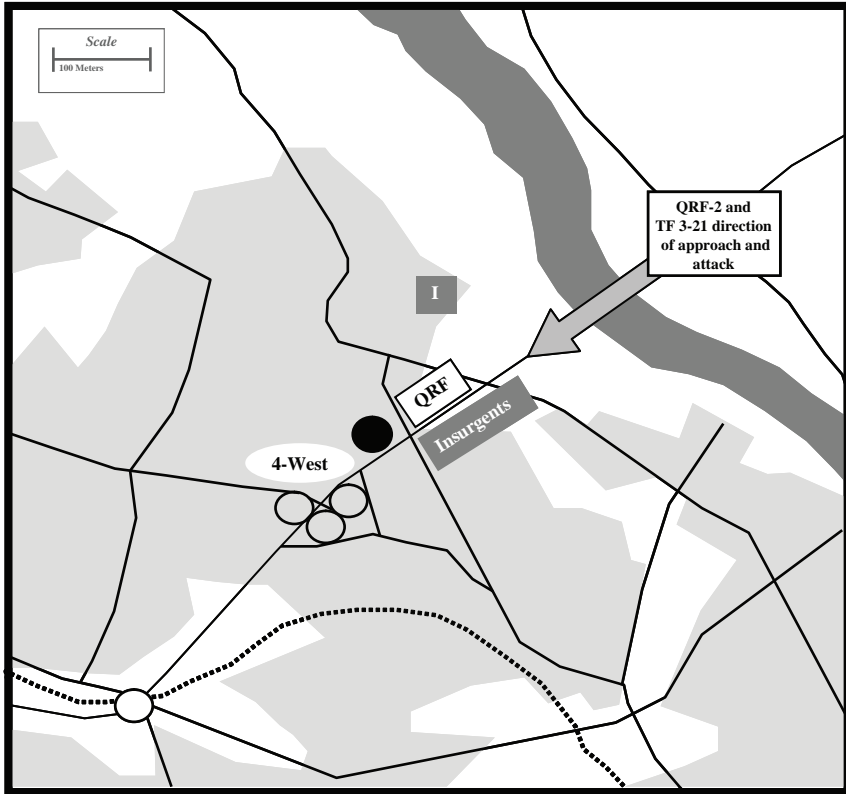 Scale
100 Meters
QRF-2 and
TF 3-21 direction
of approach and
attack
I
QRF
Insurgents
4-West